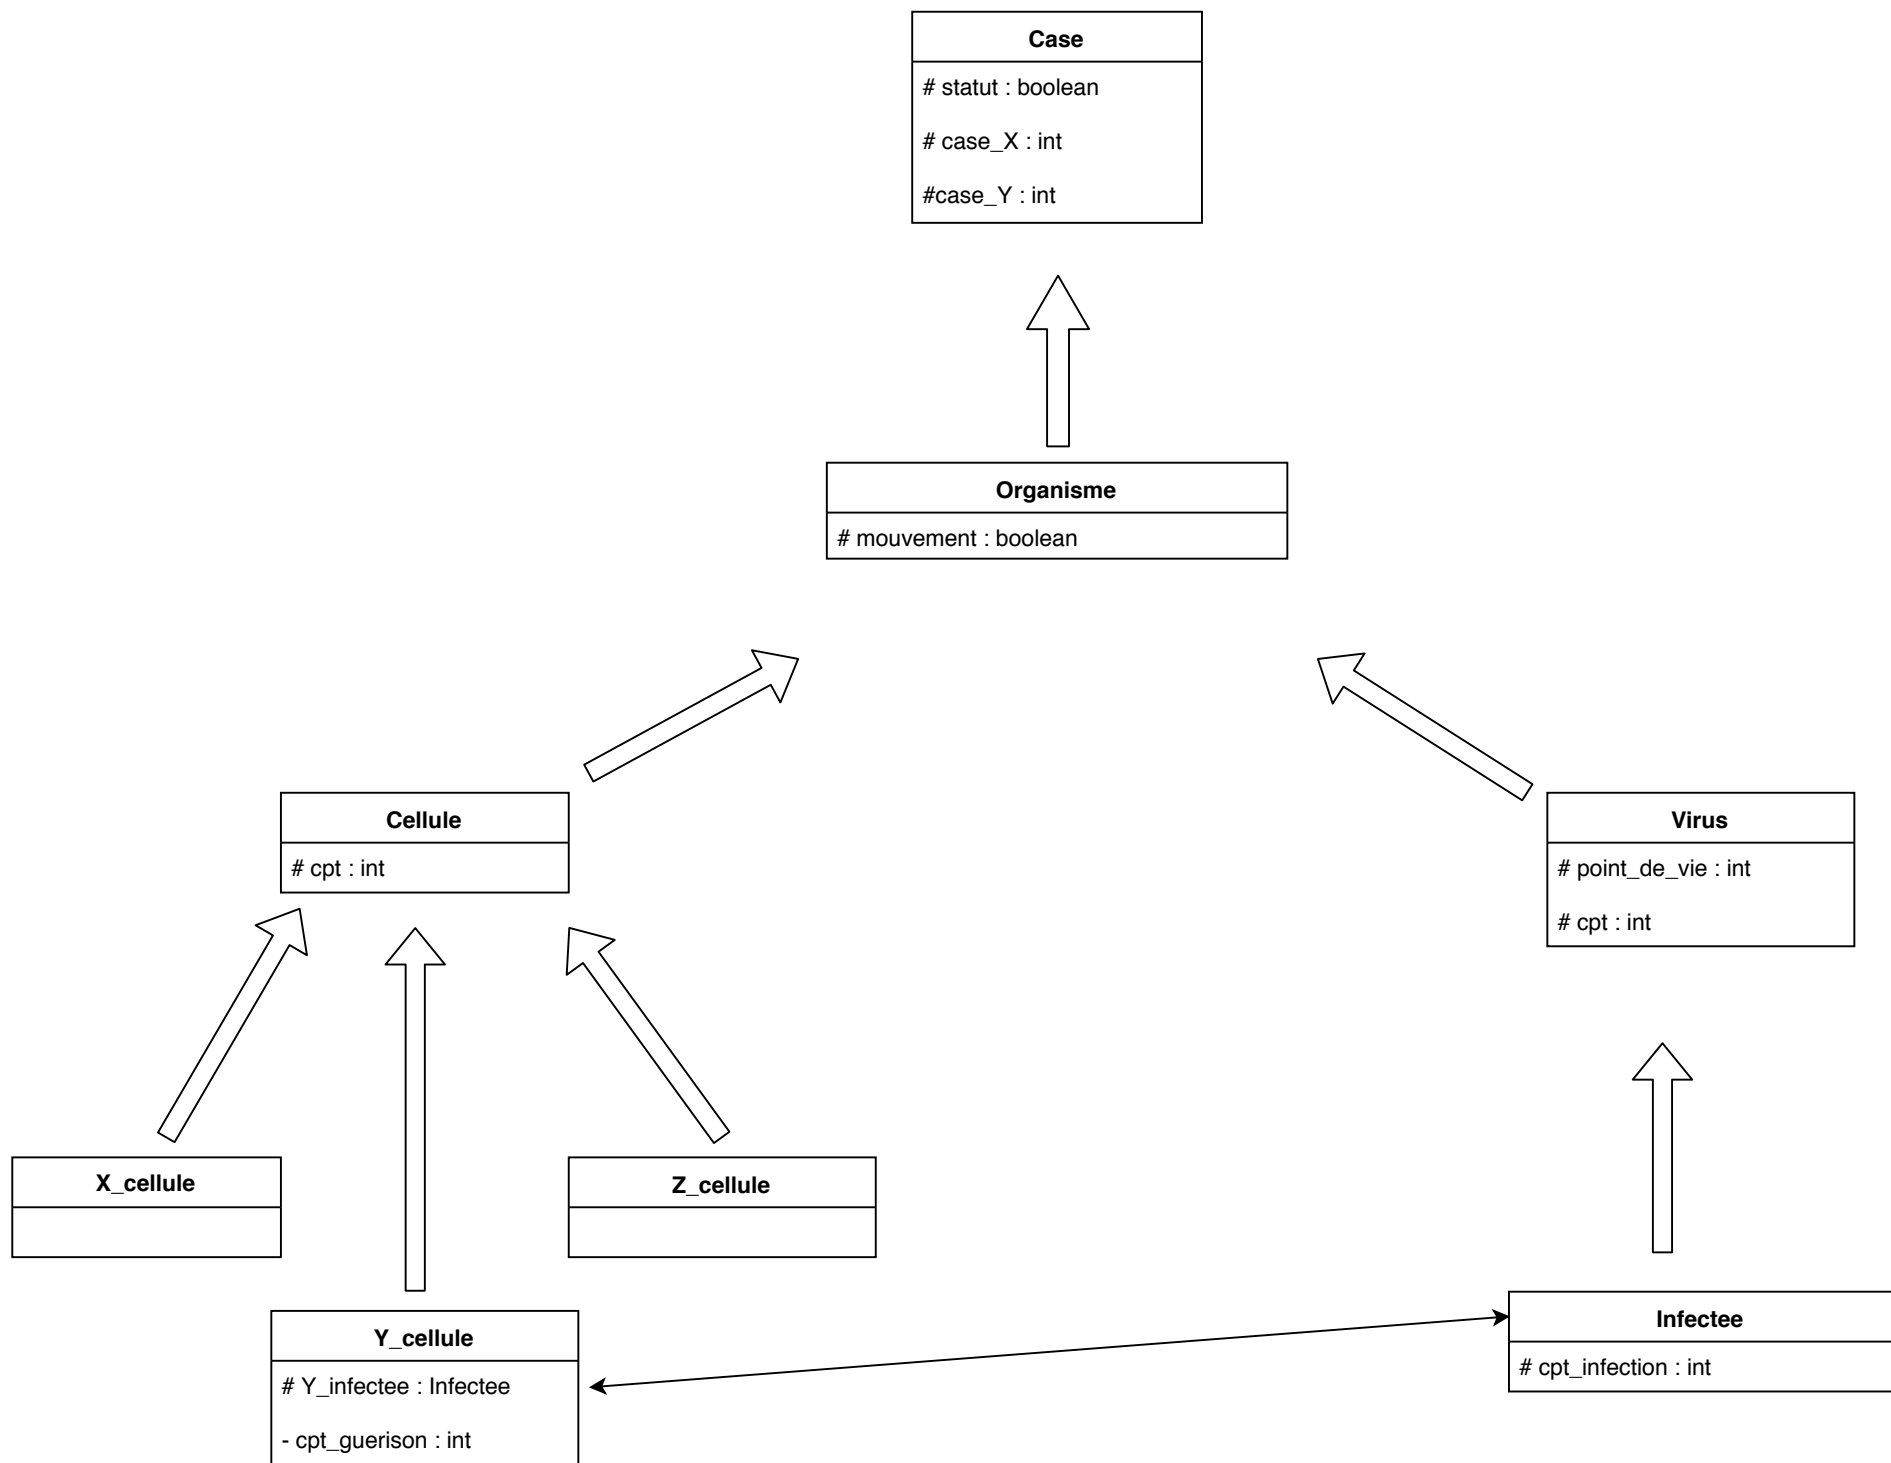 Case
# statut : boolean
# case_X : int
#case_Y : int
Organisme
# mouvement : boolean
Cellule
# cpt : int
Virus
# point_de_vie : int
# cpt : int
X_cellule
Z_cellule
Y_cellule
# Y_infectee : Infectee
- cpt_guerison : int
Infectee
# cpt_infection : int